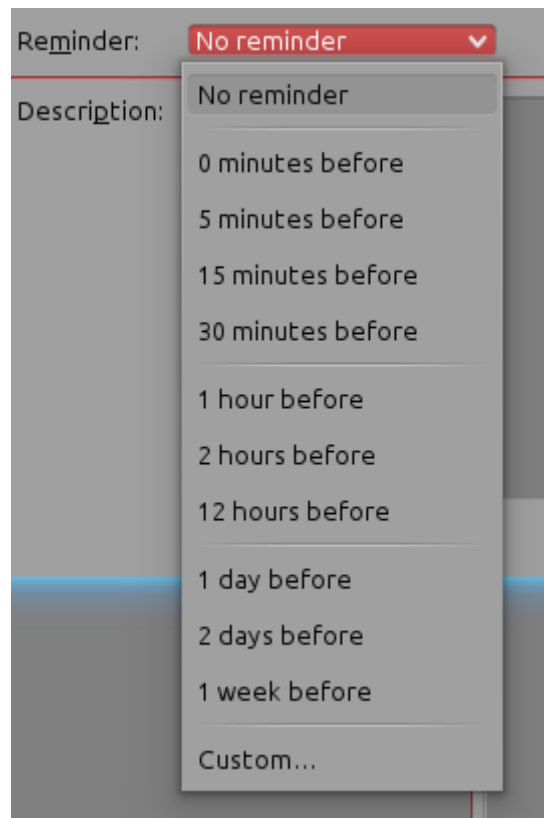 Reminder: No reminder
No reminder
Description:
0 minutes before
5 minutes before
15 minutes before
30 minutes before
1 hour before
2 hours before
12 hours before
1 day before
2 days before
1 week before
Custom...